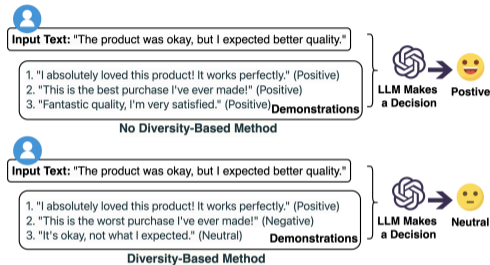 Input Text: "The product was okay, but I expected better quality."
1. "I absolutely loved this product! It works perfectly." (Positive)
2. "This is the best purchase I've ever made!" (Positive)
3. "Fantastic quality, I'm very satisfied." (Positive)
Demonstrations
No Diversity-Based Method
LLM Makes
a Decision
Postive
Input Text: "The product was okay, but I expected better quality."
1. "I absolutely loved this product! It works perfectly." (Positive)
2. "This is the worst purchase I've ever made!" (Negative)
3. "It's okay, not what I expected." (Neutral)
Demonstrations
Diversity-Based Method
LLM Makes
a Decision
Neutral